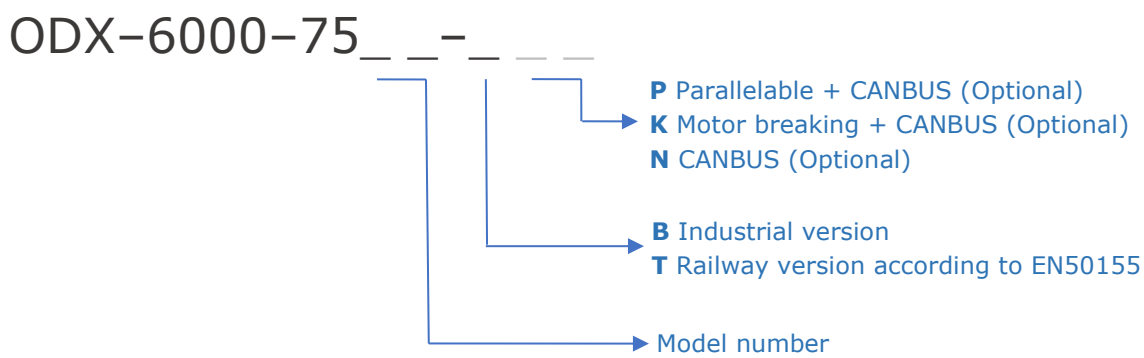 ODX–6000–75_ _–_ _ _
P Parallelable + CANBUS (Optional)
K Motor breaking + CANBUS (Optional)
N CANBUS (Optional)
B Industrial version
T Railway version according to EN50155
Model number